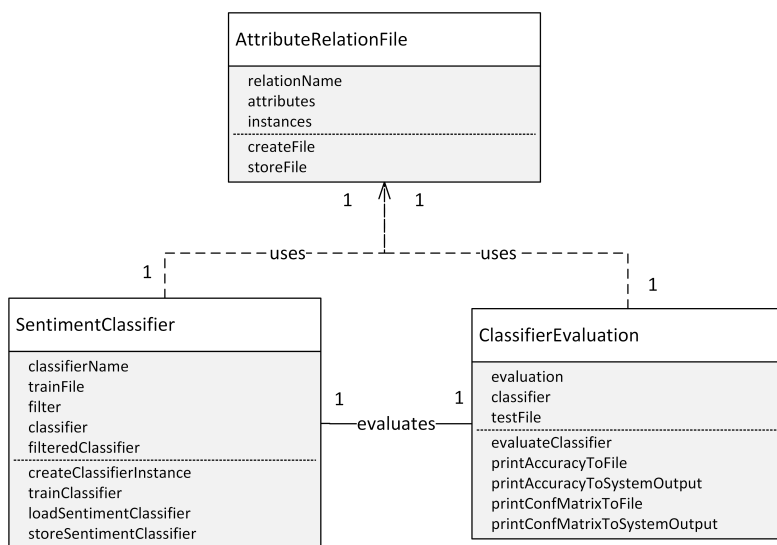 AttributeRelationFile
relationName
attributes
instances
createFile
storeFile
1 1
uses uses
1 1
SentimentClassifier
classifierName
trainFile
filter
classifier
filteredClassifier
createClassifierInstance
trainClassifier
loadSentimentClassifier
storeSentimentClassifier
1 evaluates 1
ClassifierEvaluation
evaluation
classifier
testFile
evaluateClassifier
printAccuracyToFile
printAccuracyToSystemOutput
printConfMatrixToFile
printConfMatrixToSystemOutput